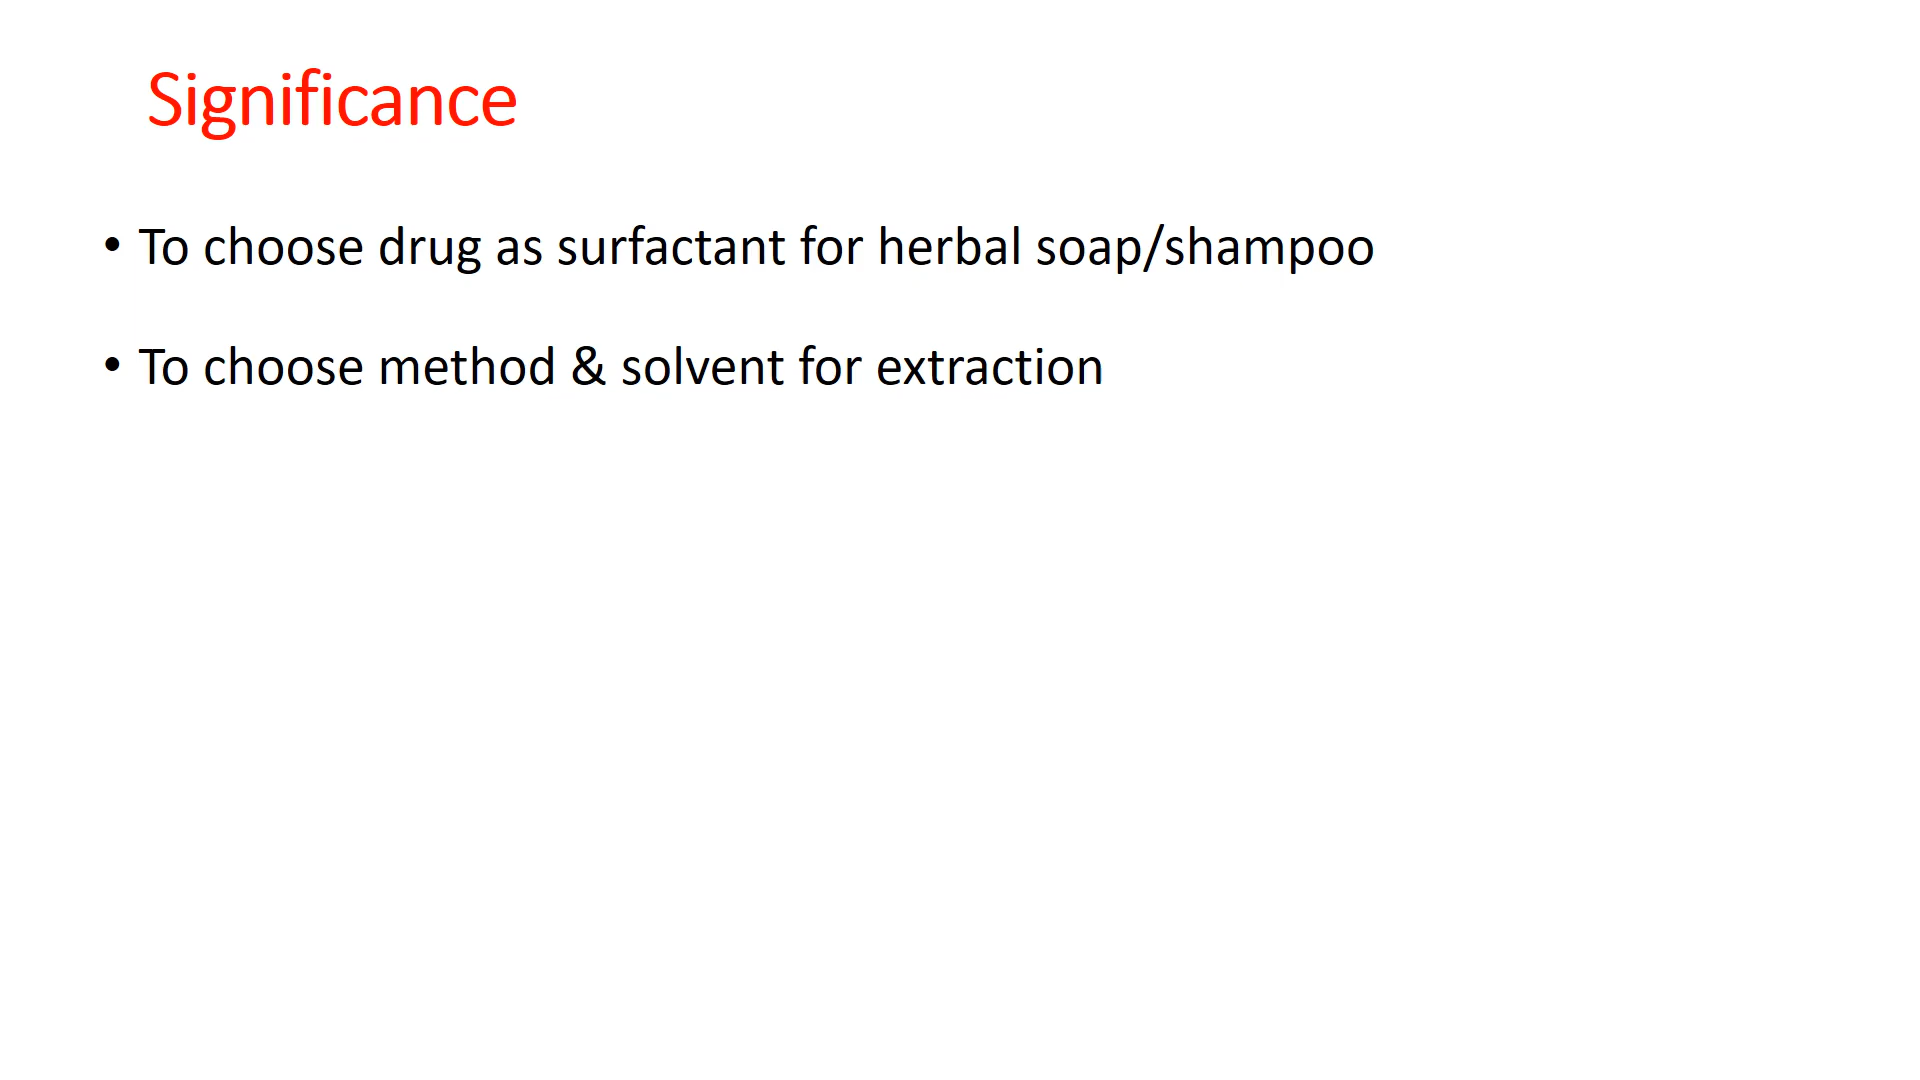 Significance
• To choose drug as surfactant for herbal soap/shampoo
• To choose method & solvent for extraction